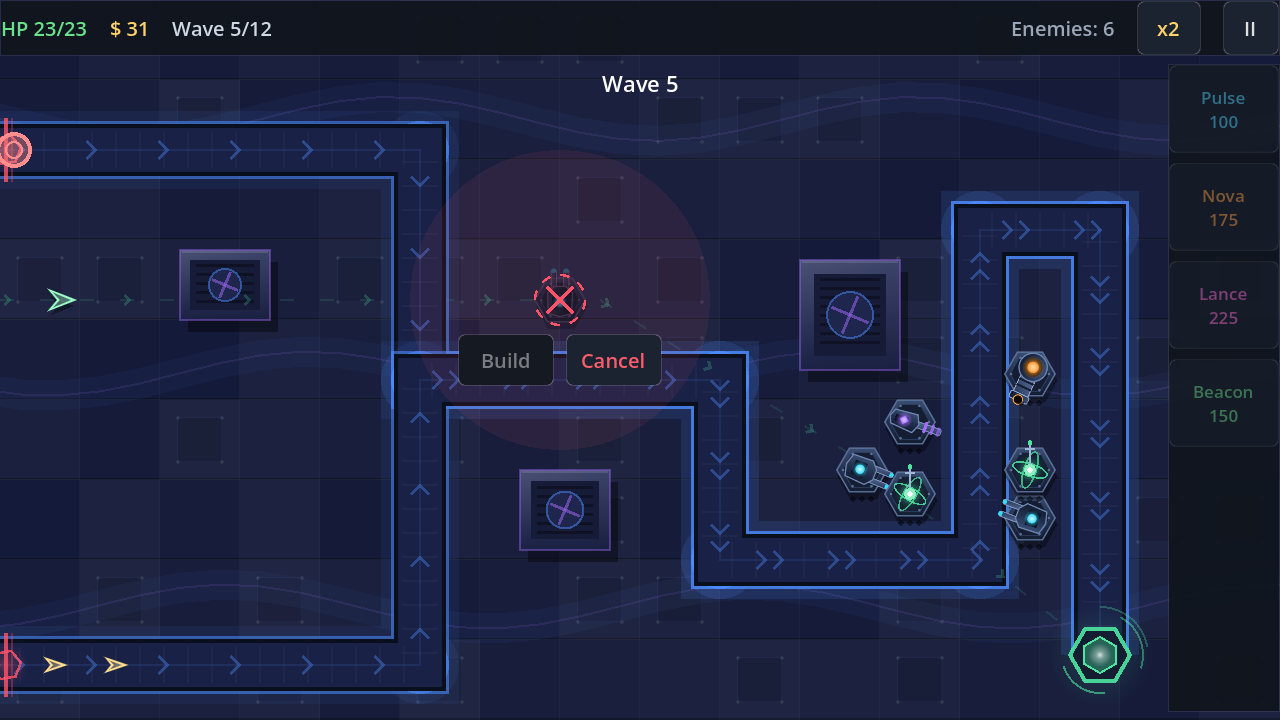 HP 23/23
$ 31
Wave 5/12
Enemies: 6
x2
Wave 5
Pulse
100
Nova
175
Lance
225
Beacon
150
Build
Cancel